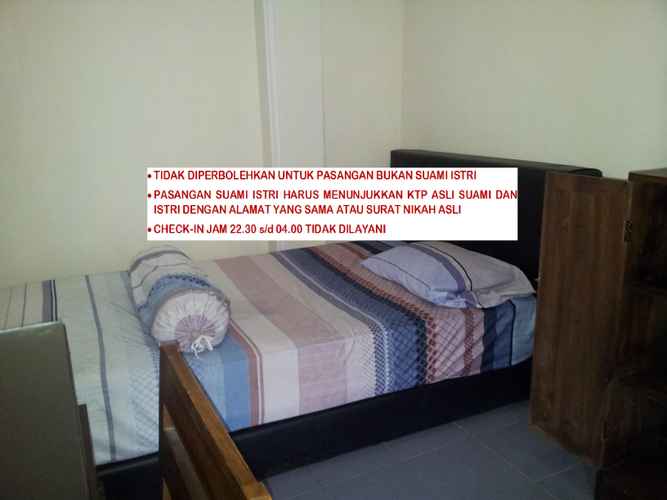 • TIDAK DIPERBOLEHKAN UNTUK PASANGAN BUKAN SUAMI ISTRI
• PASANGAN SUAMI ISTRI HARUS MENUNJUKKAN KTP ASLI SUAMI DAN
ISTRI DENGAN ALAMAT YANG SAMA ATAU SURAT NIKAH ASLI
• CHECK-IN JAM 22.30 s/d 04.00 TIDAK DILAYANI